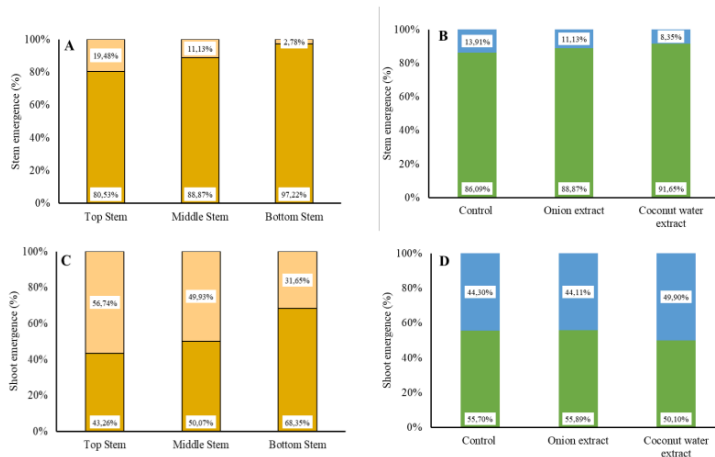 A
Stem emergence (%)
100%
80%
60%
40%
20%
0%
19,48%
11,13%
2,78%
80,53%
88,87%
97,22%
Top Stem
Middle Stem
Bottom Stem
B
Stem emergence (%)
100%
80%
60%
40%
20%
0%
13,91%
11,13%
8,35%
86,09%
88,87%
91,65%
Control
Onion extract
Coconut water
extract
C
Shoot emergence (%)
100%
80%
60%
40%
20%
0%
56,74%
49,93%
31,65%
43,26%
50,07%
68,35%
Top Stem
Middle Stem
Bottom Stem
D
Shoot emergence (%)
100%
80%
60%
40%
20%
0%
44,30%
44,11%
49,90%
55,70%
55,89%
50,10%
Control
Onion extract
Coconut water
extract